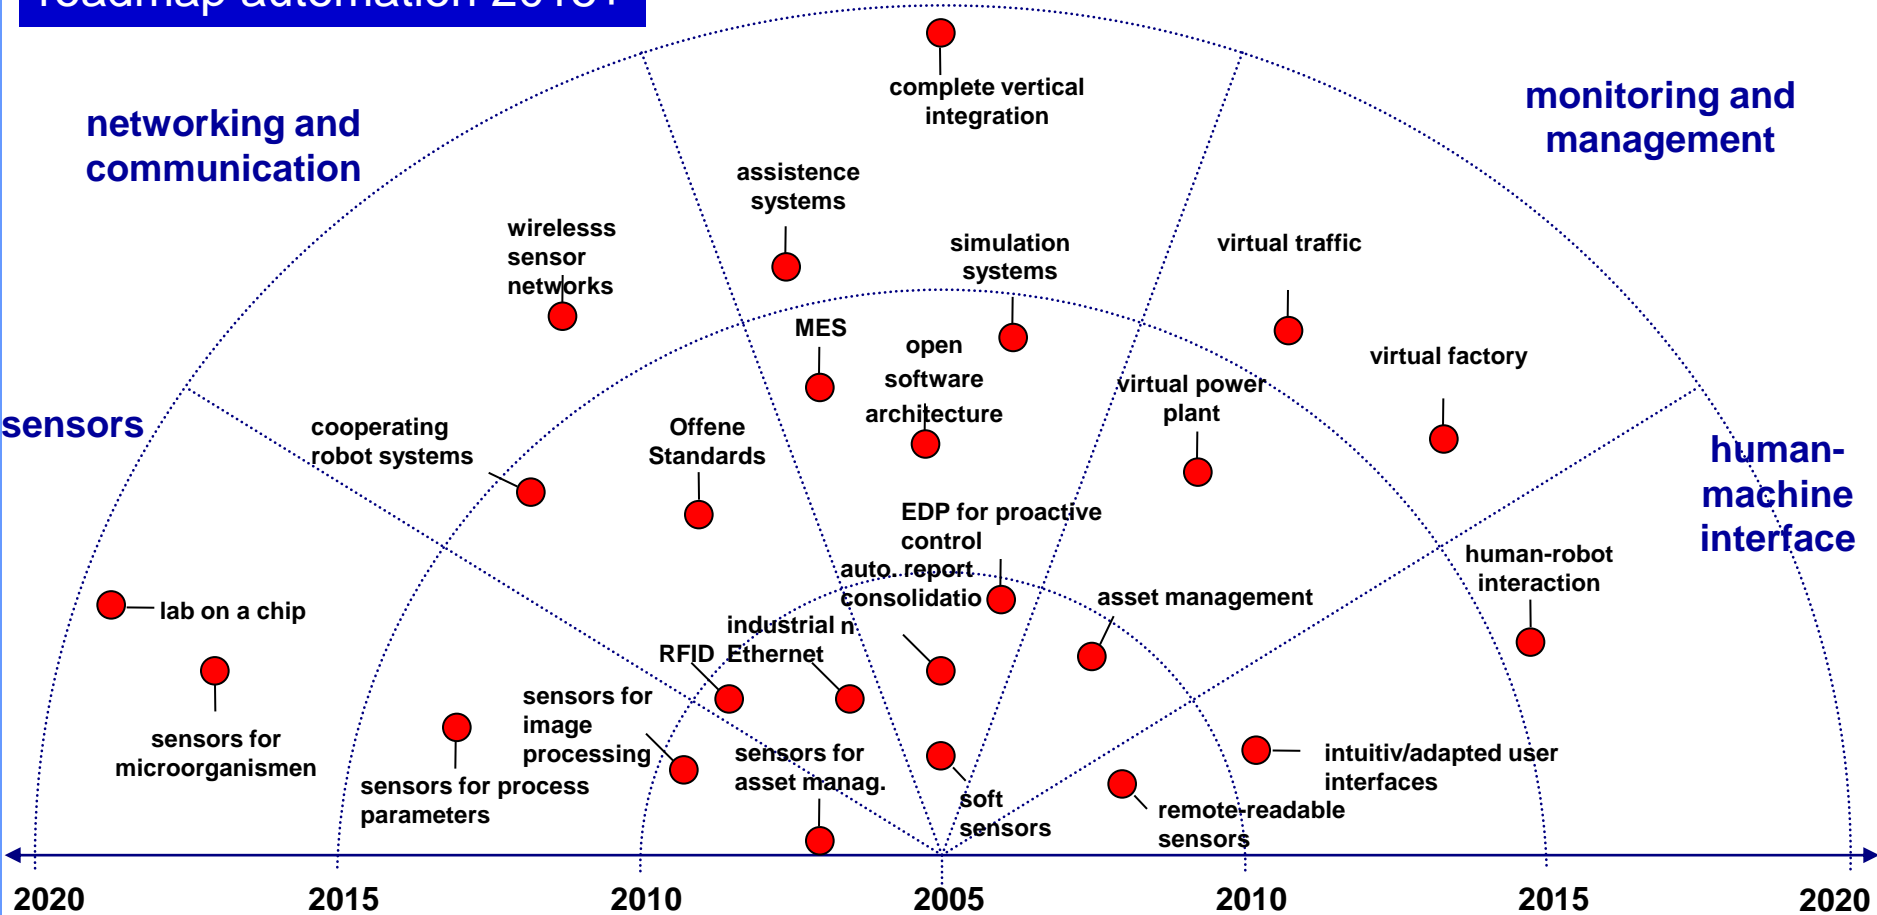 roadmap automation 2015+
complete vertical
integration
monitoring and
management
networking and
communication
assistence
systems
wirelesss
sensor
networks
simulation
systems
virtual traffic
MES
open
software
architecture
virtual factory
virtual power
plant
sensors
cooperating
robot systems
Offene
Standards
human-
machine
interface
EDP for proactive
control
auto. report
consolidatio
n
human-robot
interaction
asset management
lab on a chip
industrial
Ethernet
RFID
sensors for
image
processing
sensors for
microorganismen
sensors for
asset manag.
intuitiv/adapted user
interfaces
sensors for process
parameters
soft
sensors
remote-readable
sensors
2020 2015 2010 2005 2010 2015 2020